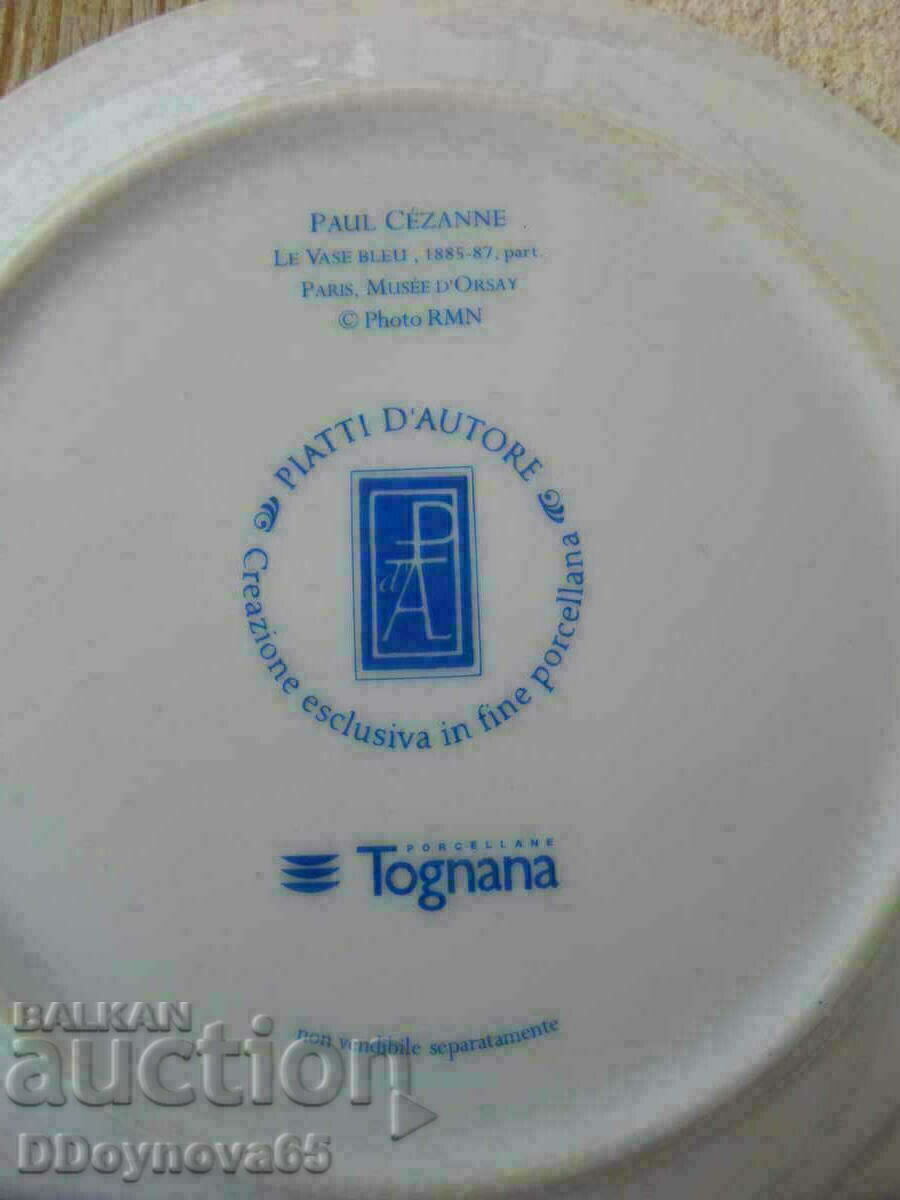 PAUL CÉZANNE
LE VASE BLEU , 1885-87, part.
PARIS, MUSÉE D'ORSAY
© Photo RMN
PIATTI D'AUTORE
PdA
Creazione esclusiva in fine porcellana
PORCELLANE
Tognana
non vendibile separatamente
BALKAN
auction
DDoynova65